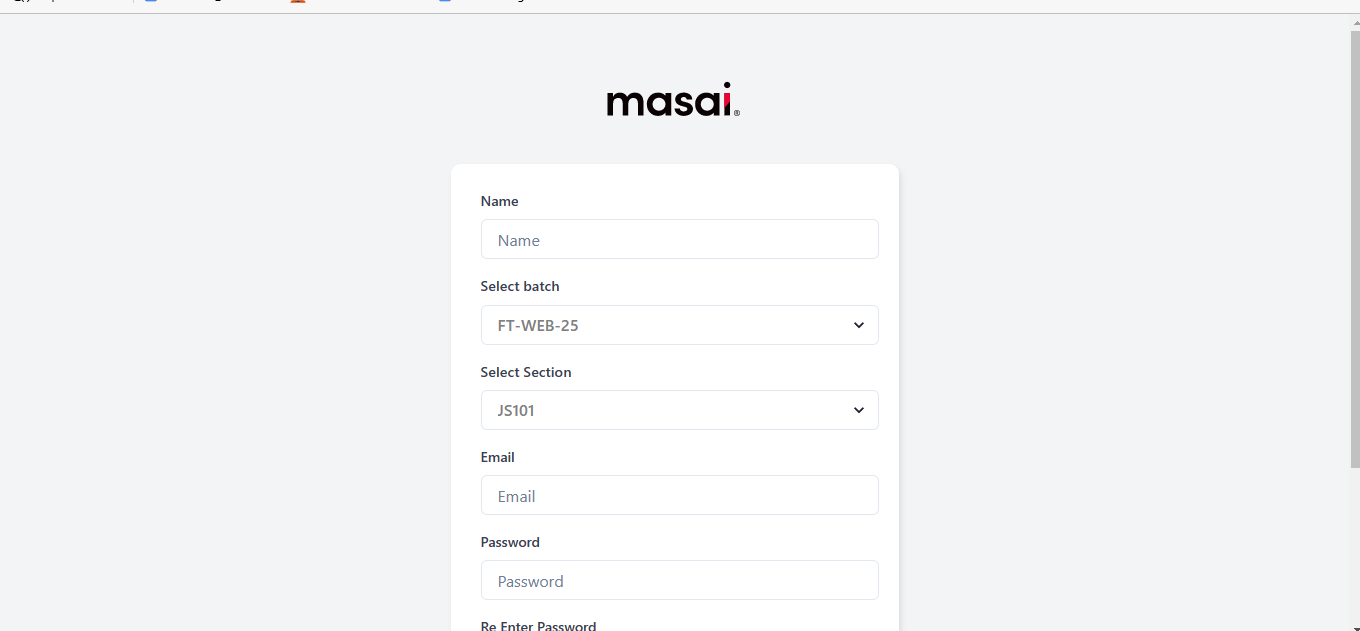 masai®
Name
Name
Select batch
FT-WEB-25
Select Section
JS101
Email
Email
Password
Password
Re Enter Password